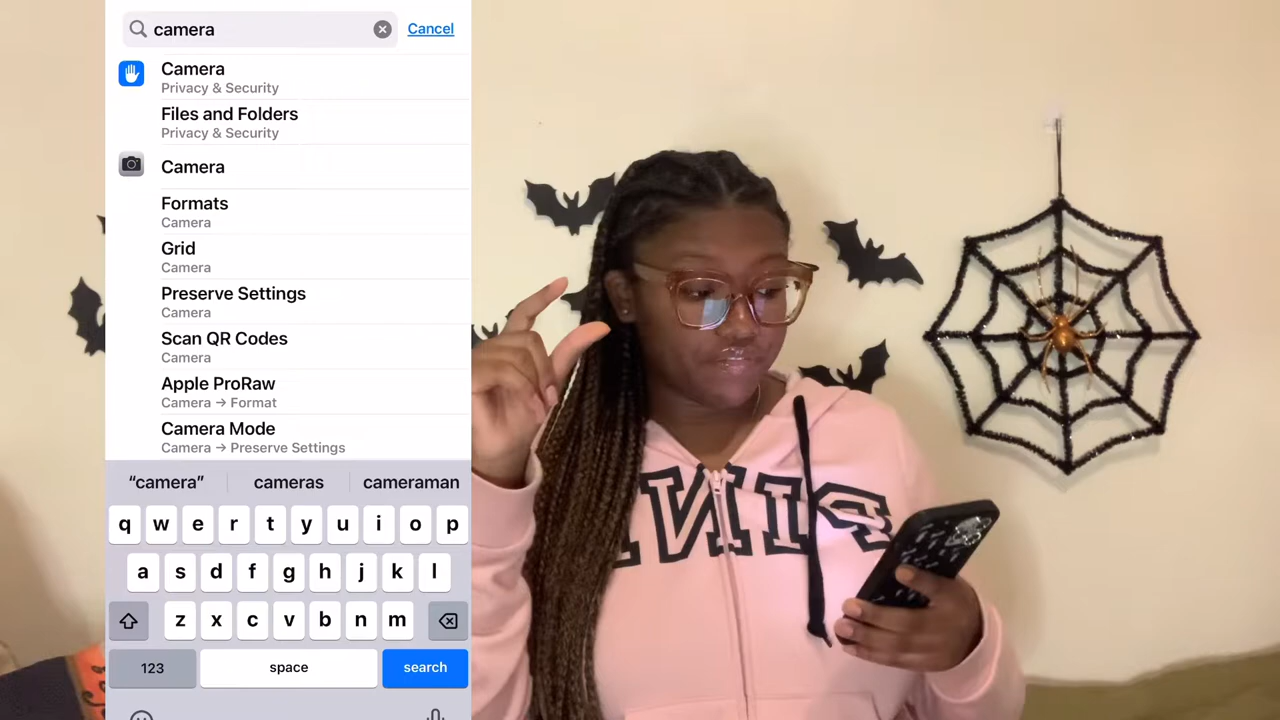 camera
Cancel
Camera
Privacy & Security
Files and Folders
Privacy & Security
Camera
Formats
Camera
Grid
Camera
Preserve Settings
Camera
Scan QR Codes
Camera
Apple ProRaw
Camera → Format
Camera Mode
Camera → Preserve Settings
“camera” cameras cameraman
q w e r t y u i o p
a s d f g h j k l
z x c v b n m
123 space search
PINK